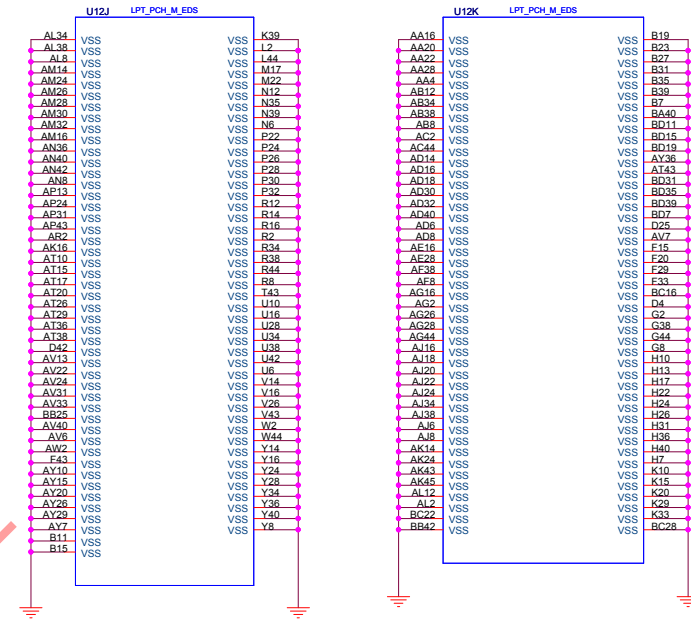 U12J LPT_PCH_M_EDS
AL34 VSS VSS K39
AL38 VSS VSS L2
AL8 VSS VSS L44
AM14 VSS VSS M17
AM24 VSS VSS M22
AM26 VSS VSS N12
AM28 VSS VSS N35
AM30 VSS VSS N39
AM32 VSS VSS N6
AM16 VSS VSS P22
AN36 VSS VSS P24
AN40 VSS VSS P26
AN42 VSS VSS P28
AN8 VSS VSS P30
AP13 VSS VSS P32
AP24 VSS VSS R12
AP31 VSS VSS R14
AP43 VSS VSS R16
AR2 VSS VSS R2
AK16 VSS VSS R34
AT10 VSS VSS R38
AT15 VSS VSS R44
AT17 VSS VSS R8
AT20 VSS VSS T43
AT26 VSS VSS U10
AT29 VSS VSS U16
AT36 VSS VSS U28
AT38 VSS VSS U34
D42 VSS VSS U38
AV13 VSS VSS U42
AV22 VSS VSS U6
AV24 VSS VSS V14
AV31 VSS VSS V16
AV33 VSS VSS V26
BB25 VSS VSS V43
AV40 VSS VSS W2
AV6 VSS VSS W44
AW2 VSS VSS Y14
F43 VSS VSS Y16
AY10 VSS VSS Y24
AY15 VSS VSS Y28
AY20 VSS VSS Y34
AY26 VSS VSS Y36
AY29 VSS VSS Y40
AY7 VSS VSS Y8
B11 VSS
B15 VSS
U12K LPT_PCH_M_EDS
AA16 VSS VSS B19
AA20 VSS VSS B23
AA22 VSS VSS B27
AA28 VSS VSS B31
AA4 VSS VSS B35
AB12 VSS VSS B39
AB34 VSS VSS B7
AB38 VSS VSS BA40
AB8 VSS VSS BD11
AC2 VSS VSS BD15
AC44 VSS VSS BD19
AD14 VSS VSS AY36
AD16 VSS VSS AT43
AD18 VSS VSS BD31
AD30 VSS VSS BD35
AD32 VSS VSS BD39
AD40 VSS VSS BD7
AD6 VSS VSS D25
AD8 VSS VSS AV7
AE16 VSS VSS F15
AE28 VSS VSS F20
AF38 VSS VSS F29
AF8 VSS VSS F33
AG16 VSS VSS BC16
AG2 VSS VSS D4
AG26 VSS VSS G2
AG28 VSS VSS G38
AG44 VSS VSS G44
AJ16 VSS VSS G8
AJ18 VSS VSS H10
AJ20 VSS VSS H13
AJ22 VSS VSS H17
AJ24 VSS VSS H22
AJ34 VSS VSS H24
AJ38 VSS VSS H26
AJ6 VSS VSS H31
AJ8 VSS VSS H36
AK14 VSS VSS H40
AK24 VSS VSS H7
AK43 VSS VSS K10
AK45 VSS VSS K15
AL12 VSS VSS K20
AL2 VSS VSS K29
BC22 VSS VSS K33
BB42 VSS VSS BC28